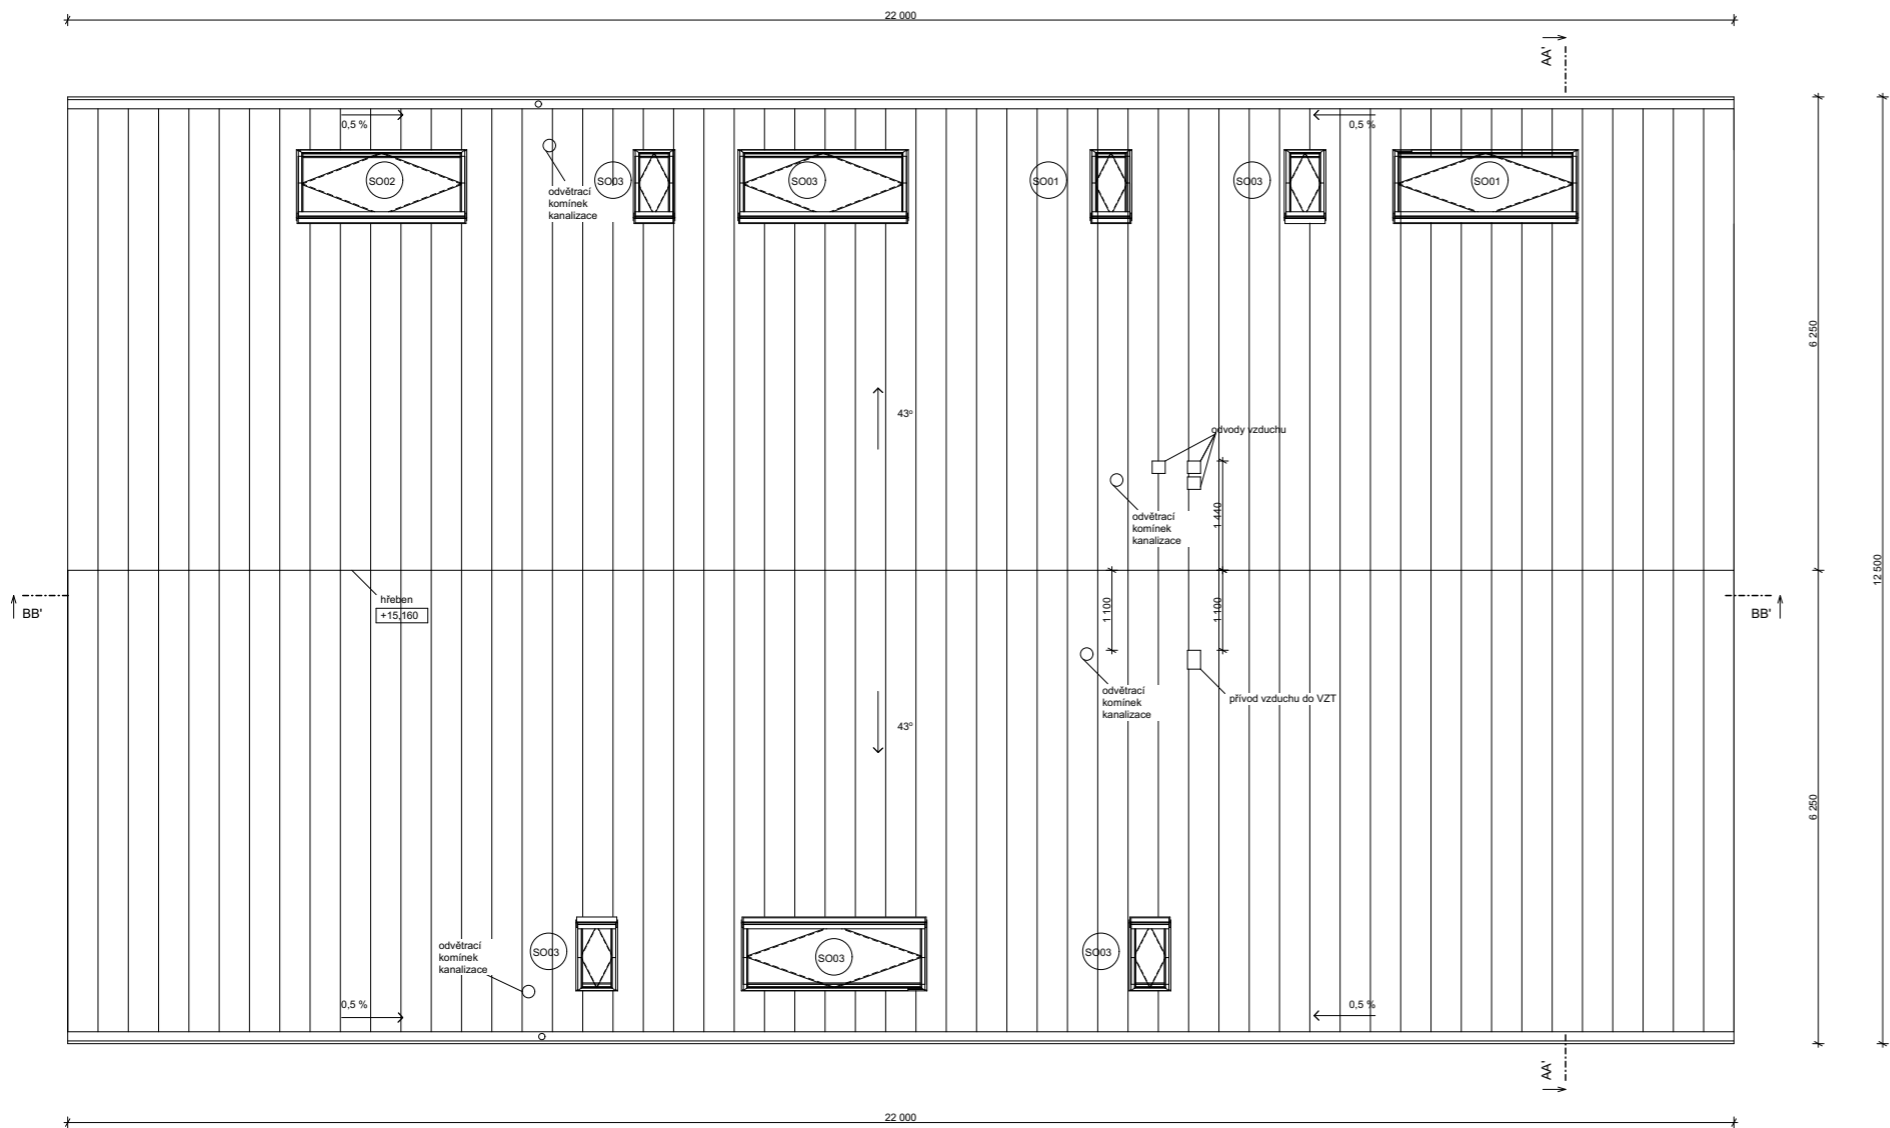 22 000
AA'
0,5 %
0,5 %
SO02
SO03
SO03
SO01
SO03
SO01
odvětrací
komínek
kanalizace
6 250
43°
odvody vzduchu
1 440
odvětrací
komínek
kanalizace
12 500
hřeben
+15,160
BB'
BB'
1 100
1 100
odvětrací
komínek
kanalizace
přívod vzduchu do VZT
43°
6 250
odvětrací
komínek
kanalizace
SO03
SO03
SO03
0,5 %
0,5 %
AA'
22 000